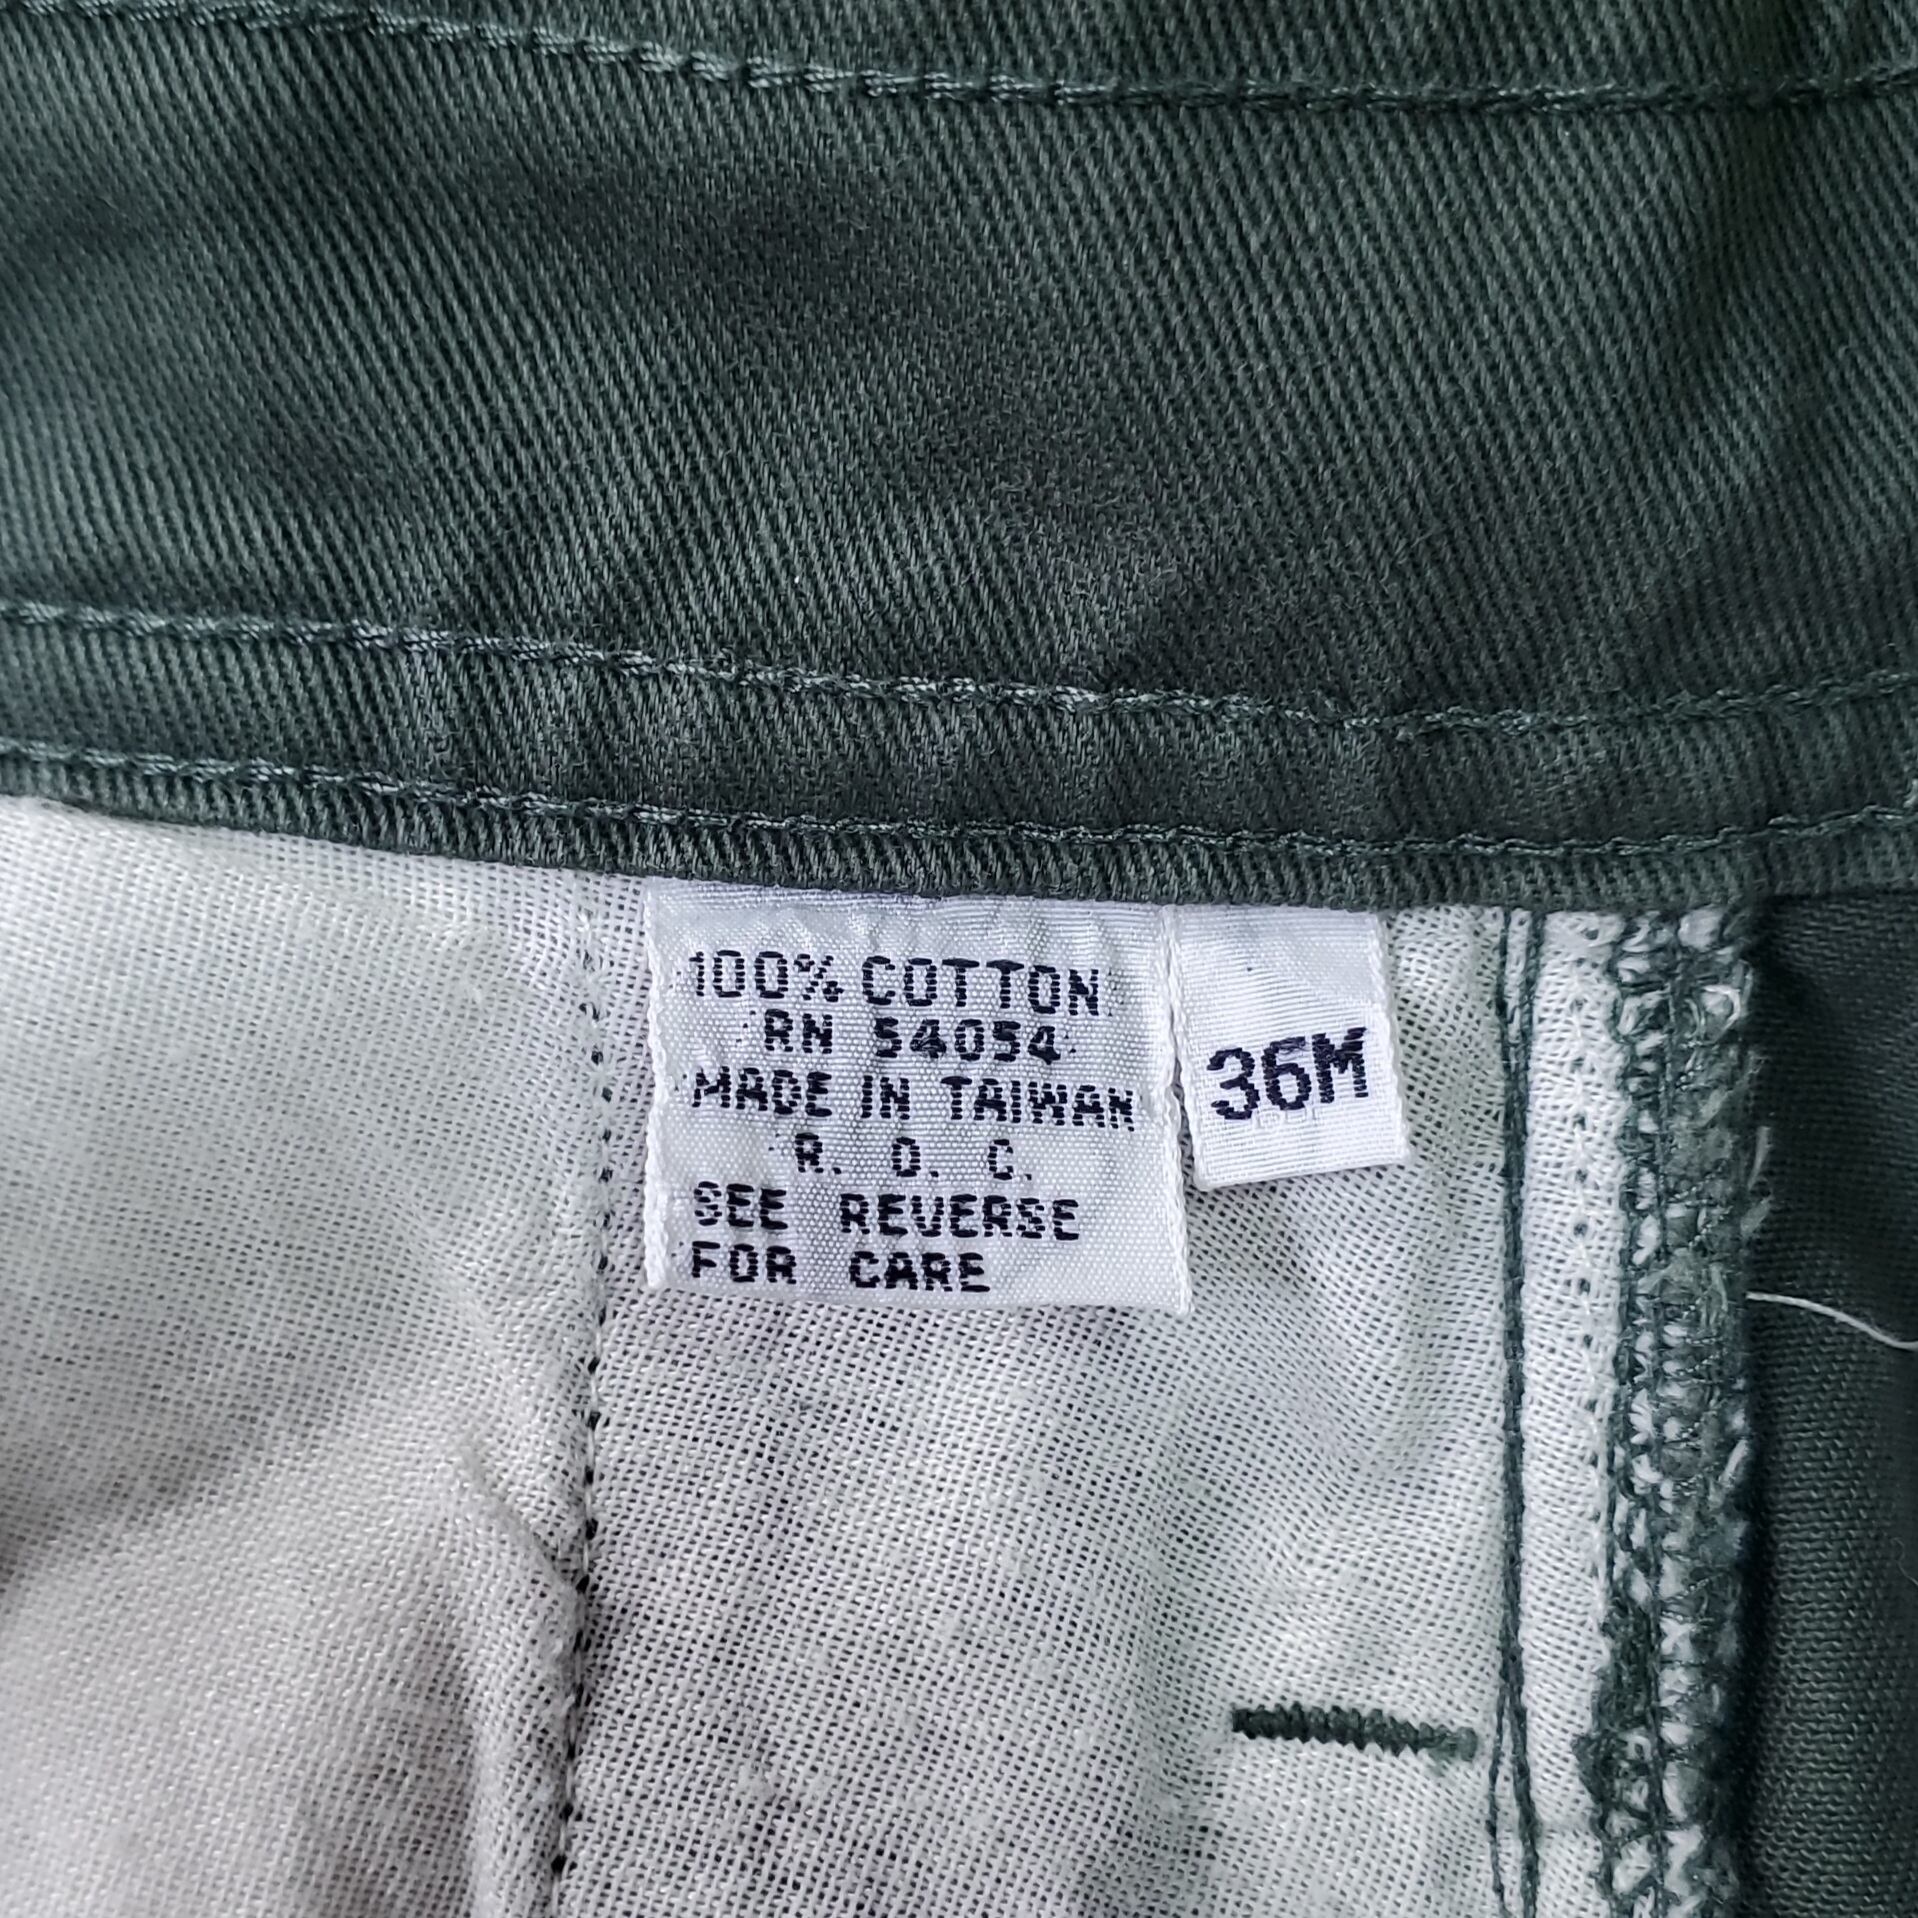 100% COTTON
RN 54054
MADE IN TAIWAN
R. O. C.
SEE REVERSE
FOR CARE
36M